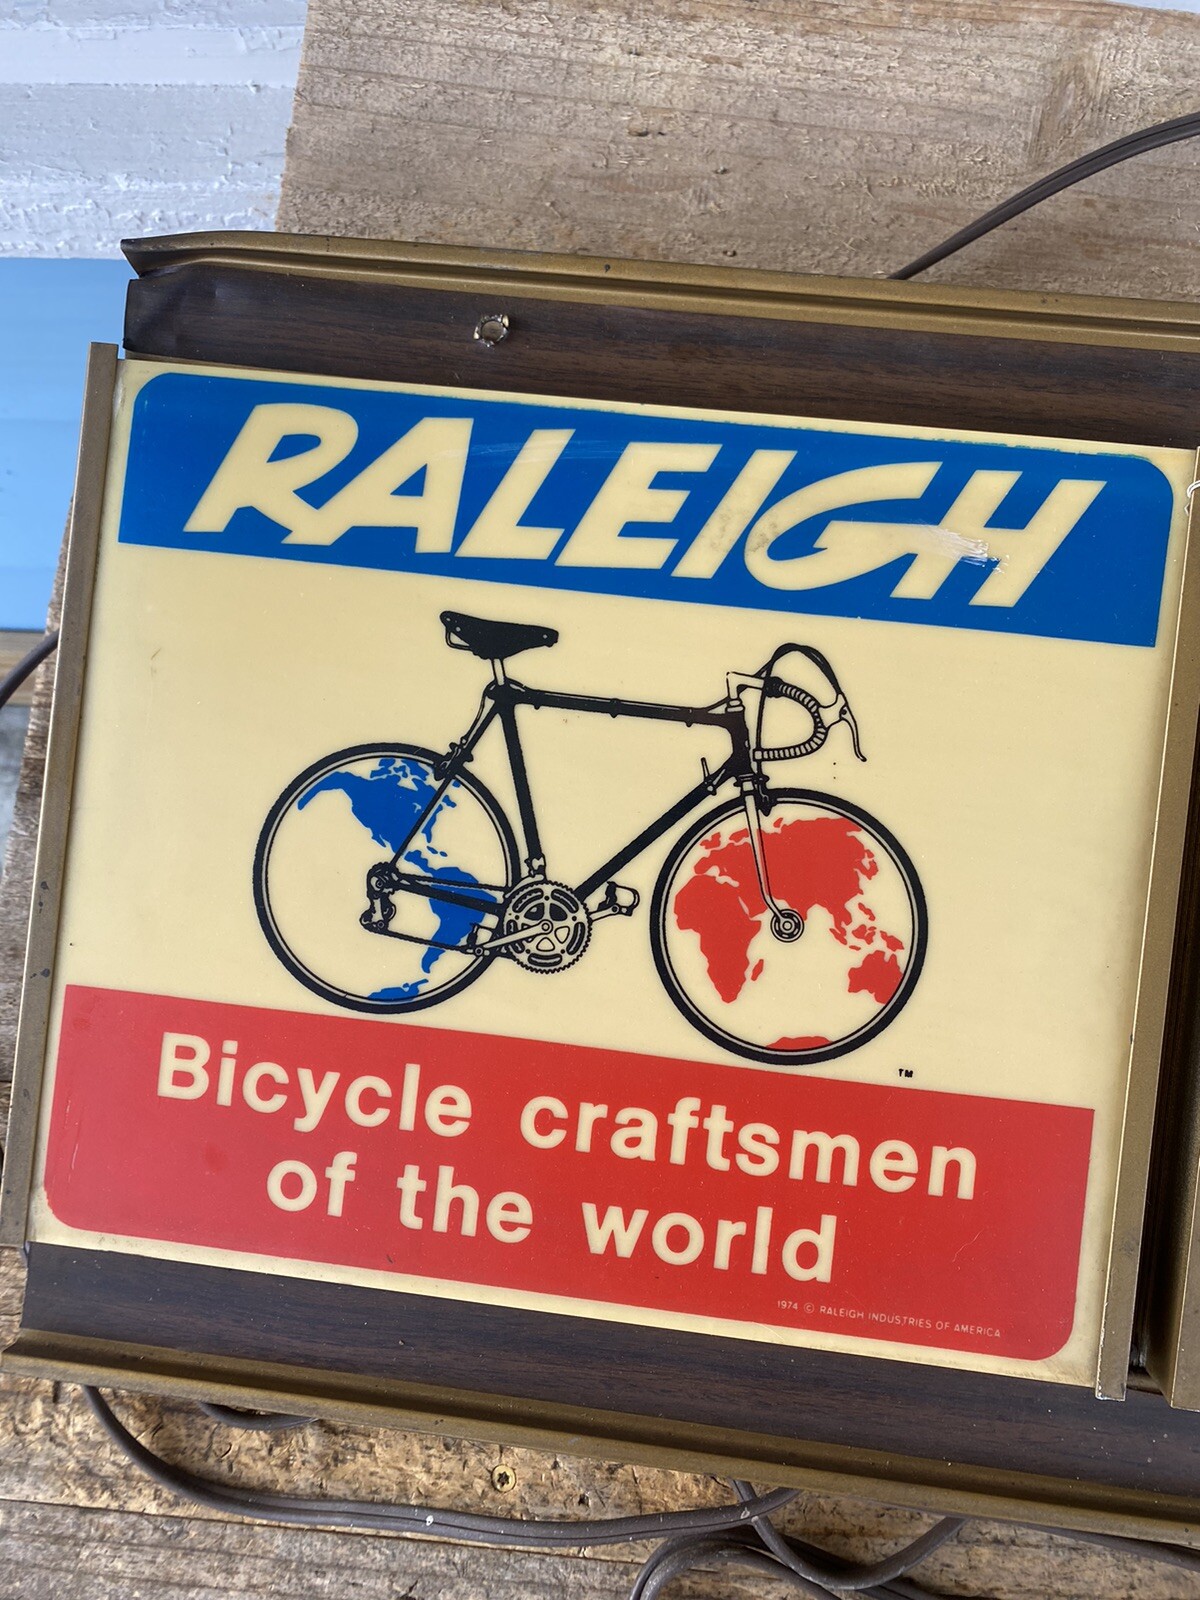 RALEIGH
TM
Bicycle craftsmen
of the world
1974 © RALEIGH INDUSTRIES OF AMERICA